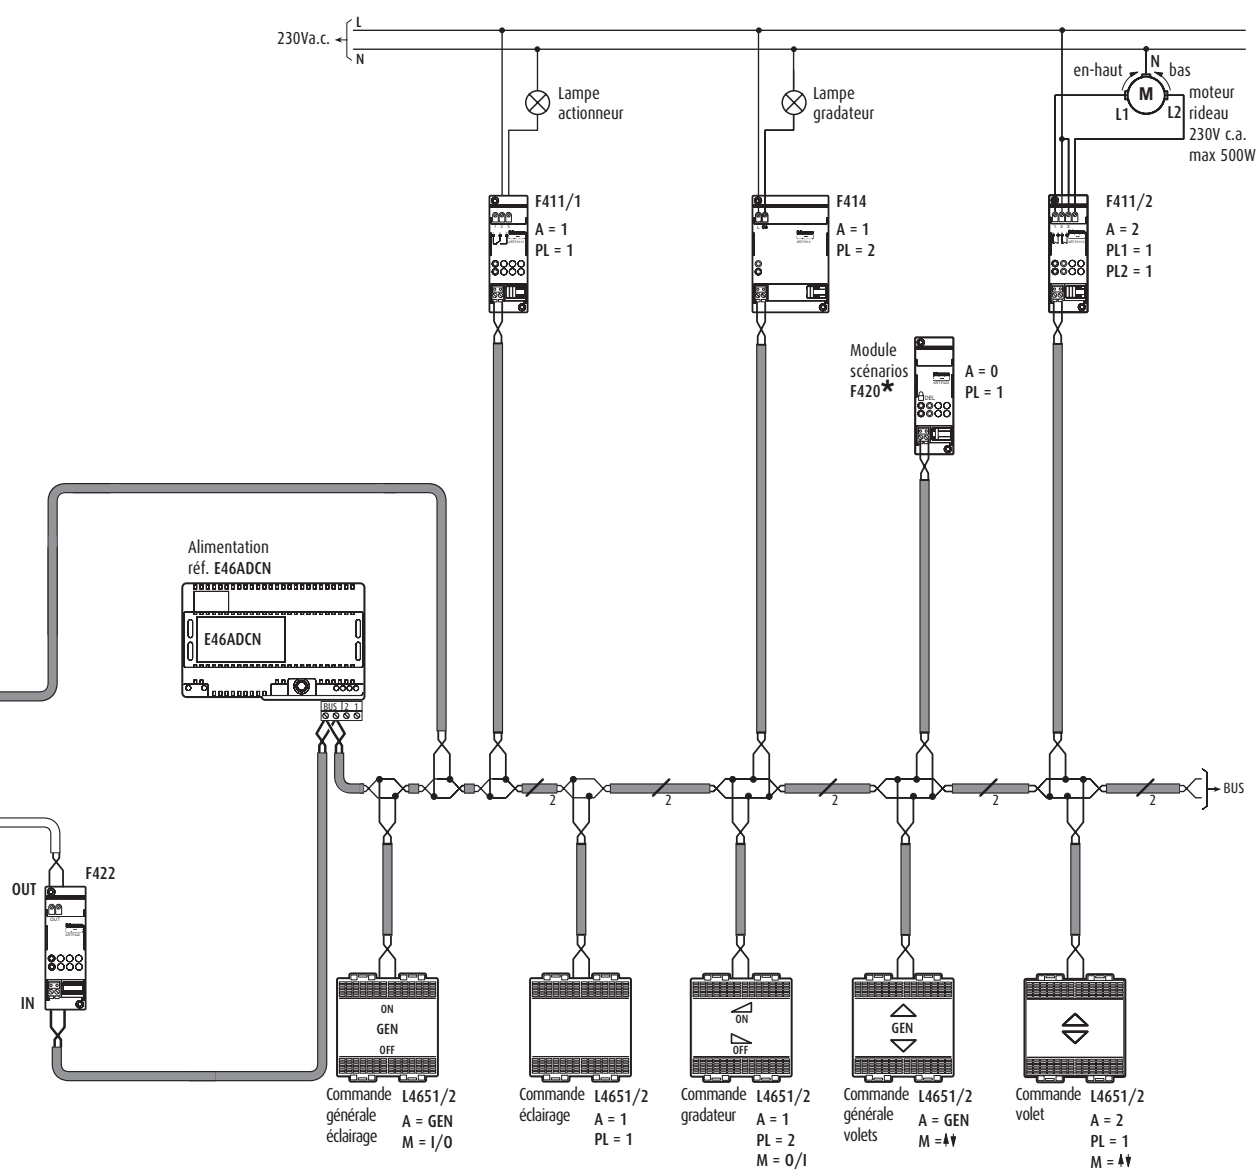 L
230Va.c.
N
Lampe
actionneur
Lampe
gradateur
en-haut
N
bas
M
L1
L2
moteur
rideau
230V c.a.
max 500W
F411/1
A = 1
PL = 1
F414
A = 1
PL = 2
F411/2
A = 2
PL1 = 1
PL2 = 1
Module
scénarios
F420*
A = 0
PL = 1
DEL
Alimentation
réf. E46ADCN
E46ADCN
BUS 2 1
2
2
2
2
2
BUS
F422
OUT
OUT
IN
ON
GEN
OFF
ON
OFF
GEN
Commande
générale
éclairage
L4651/2
A = GEN
M = I/O
Commande
éclairage
L4651/2
A = 1
PL = 1
Commande
gradateur
L4651/2
A = 1
PL = 2
M = O/I
Commande
générale
volets
L4651/2
A = GEN
M =⬆⬇
Commande
volet
L4651/2
A = 2
PL = 1
M = ⬆⬇